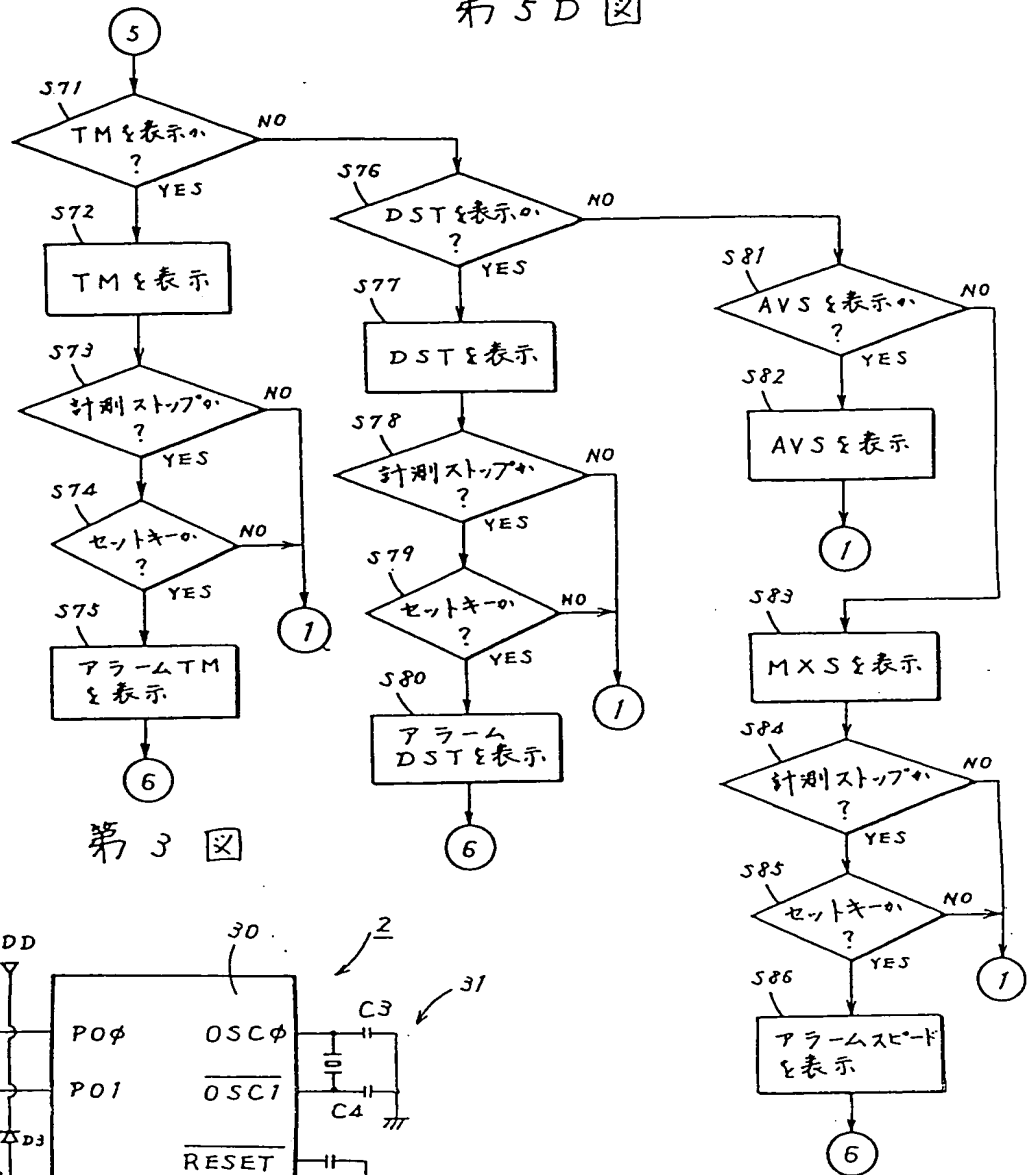 第5D図
5
S71
TMを表示か
?
NO
YES
S72
TMを表示
S73
計測ストップか
?
NO
YES
S74
セットキーか
?
NO
YES
S75
アラームTM
を表示
1
6
S76
DSTを表示か
?
NO
YES
S77
DSTを表示
S78
計測ストップか
?
NO
YES
S79
セットキーか
?
NO
YES
S80
アラーム
DSTを表示
1
6
S81
AVSを表示か
?
NO
YES
S82
AVSを表示
1
S83
MXSを表示
S84
計測ストップか
?
NO
YES
S85
セットキーか
?
NO
YES
S86
アラームスピード
を表示
1
6
第3図
DD
30
2
31
POφ
OSCφ
C3
PO1
OSC1
C4
D3
RESET